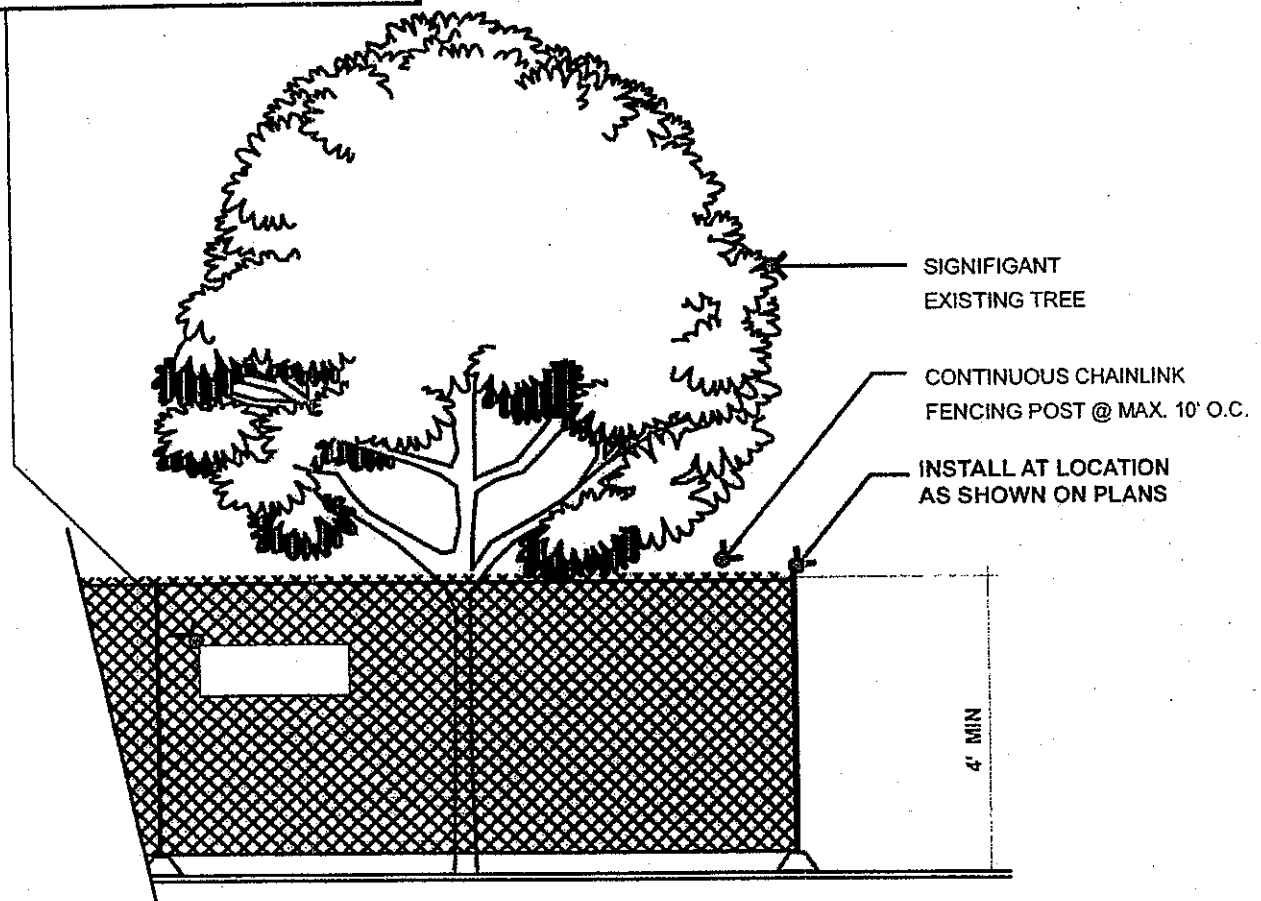 SIGNIFIGANT
EXISTING TREE
CONTINUOUS CHAINLINK
FENCING POST @ MAX. 10' O.C.
INSTALL AT LOCATION
AS SHOWN ON PLANS
4' MIN